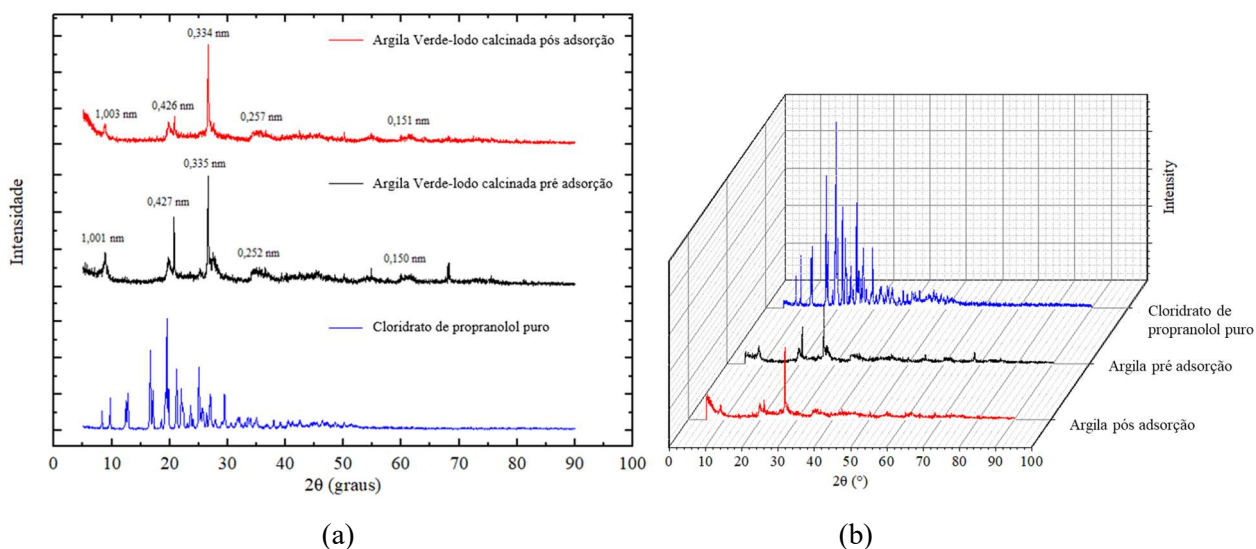 Argila Verde-lodo calcinada pós adsorção
0,334 nm
1,003 nm
0,426 nm
0,257 nm
0,151 nm
Argila Verde-lodo calcinada pré adsorção
0,335 nm
0,427 nm
1,001 nm
0,252 nm
0,150 nm
Cloridrato de propranolol puro
Intensidade
0 10 20 30 40 50 60 70 80 90 100
2θ (graus)
(a)
Intensity
Cloridrato de
propranolol puro
Argila pré adsorção
Argila pós adsorção
0 10 20 30 40 50 60 70 80 90 100
2θ (°)
(b)